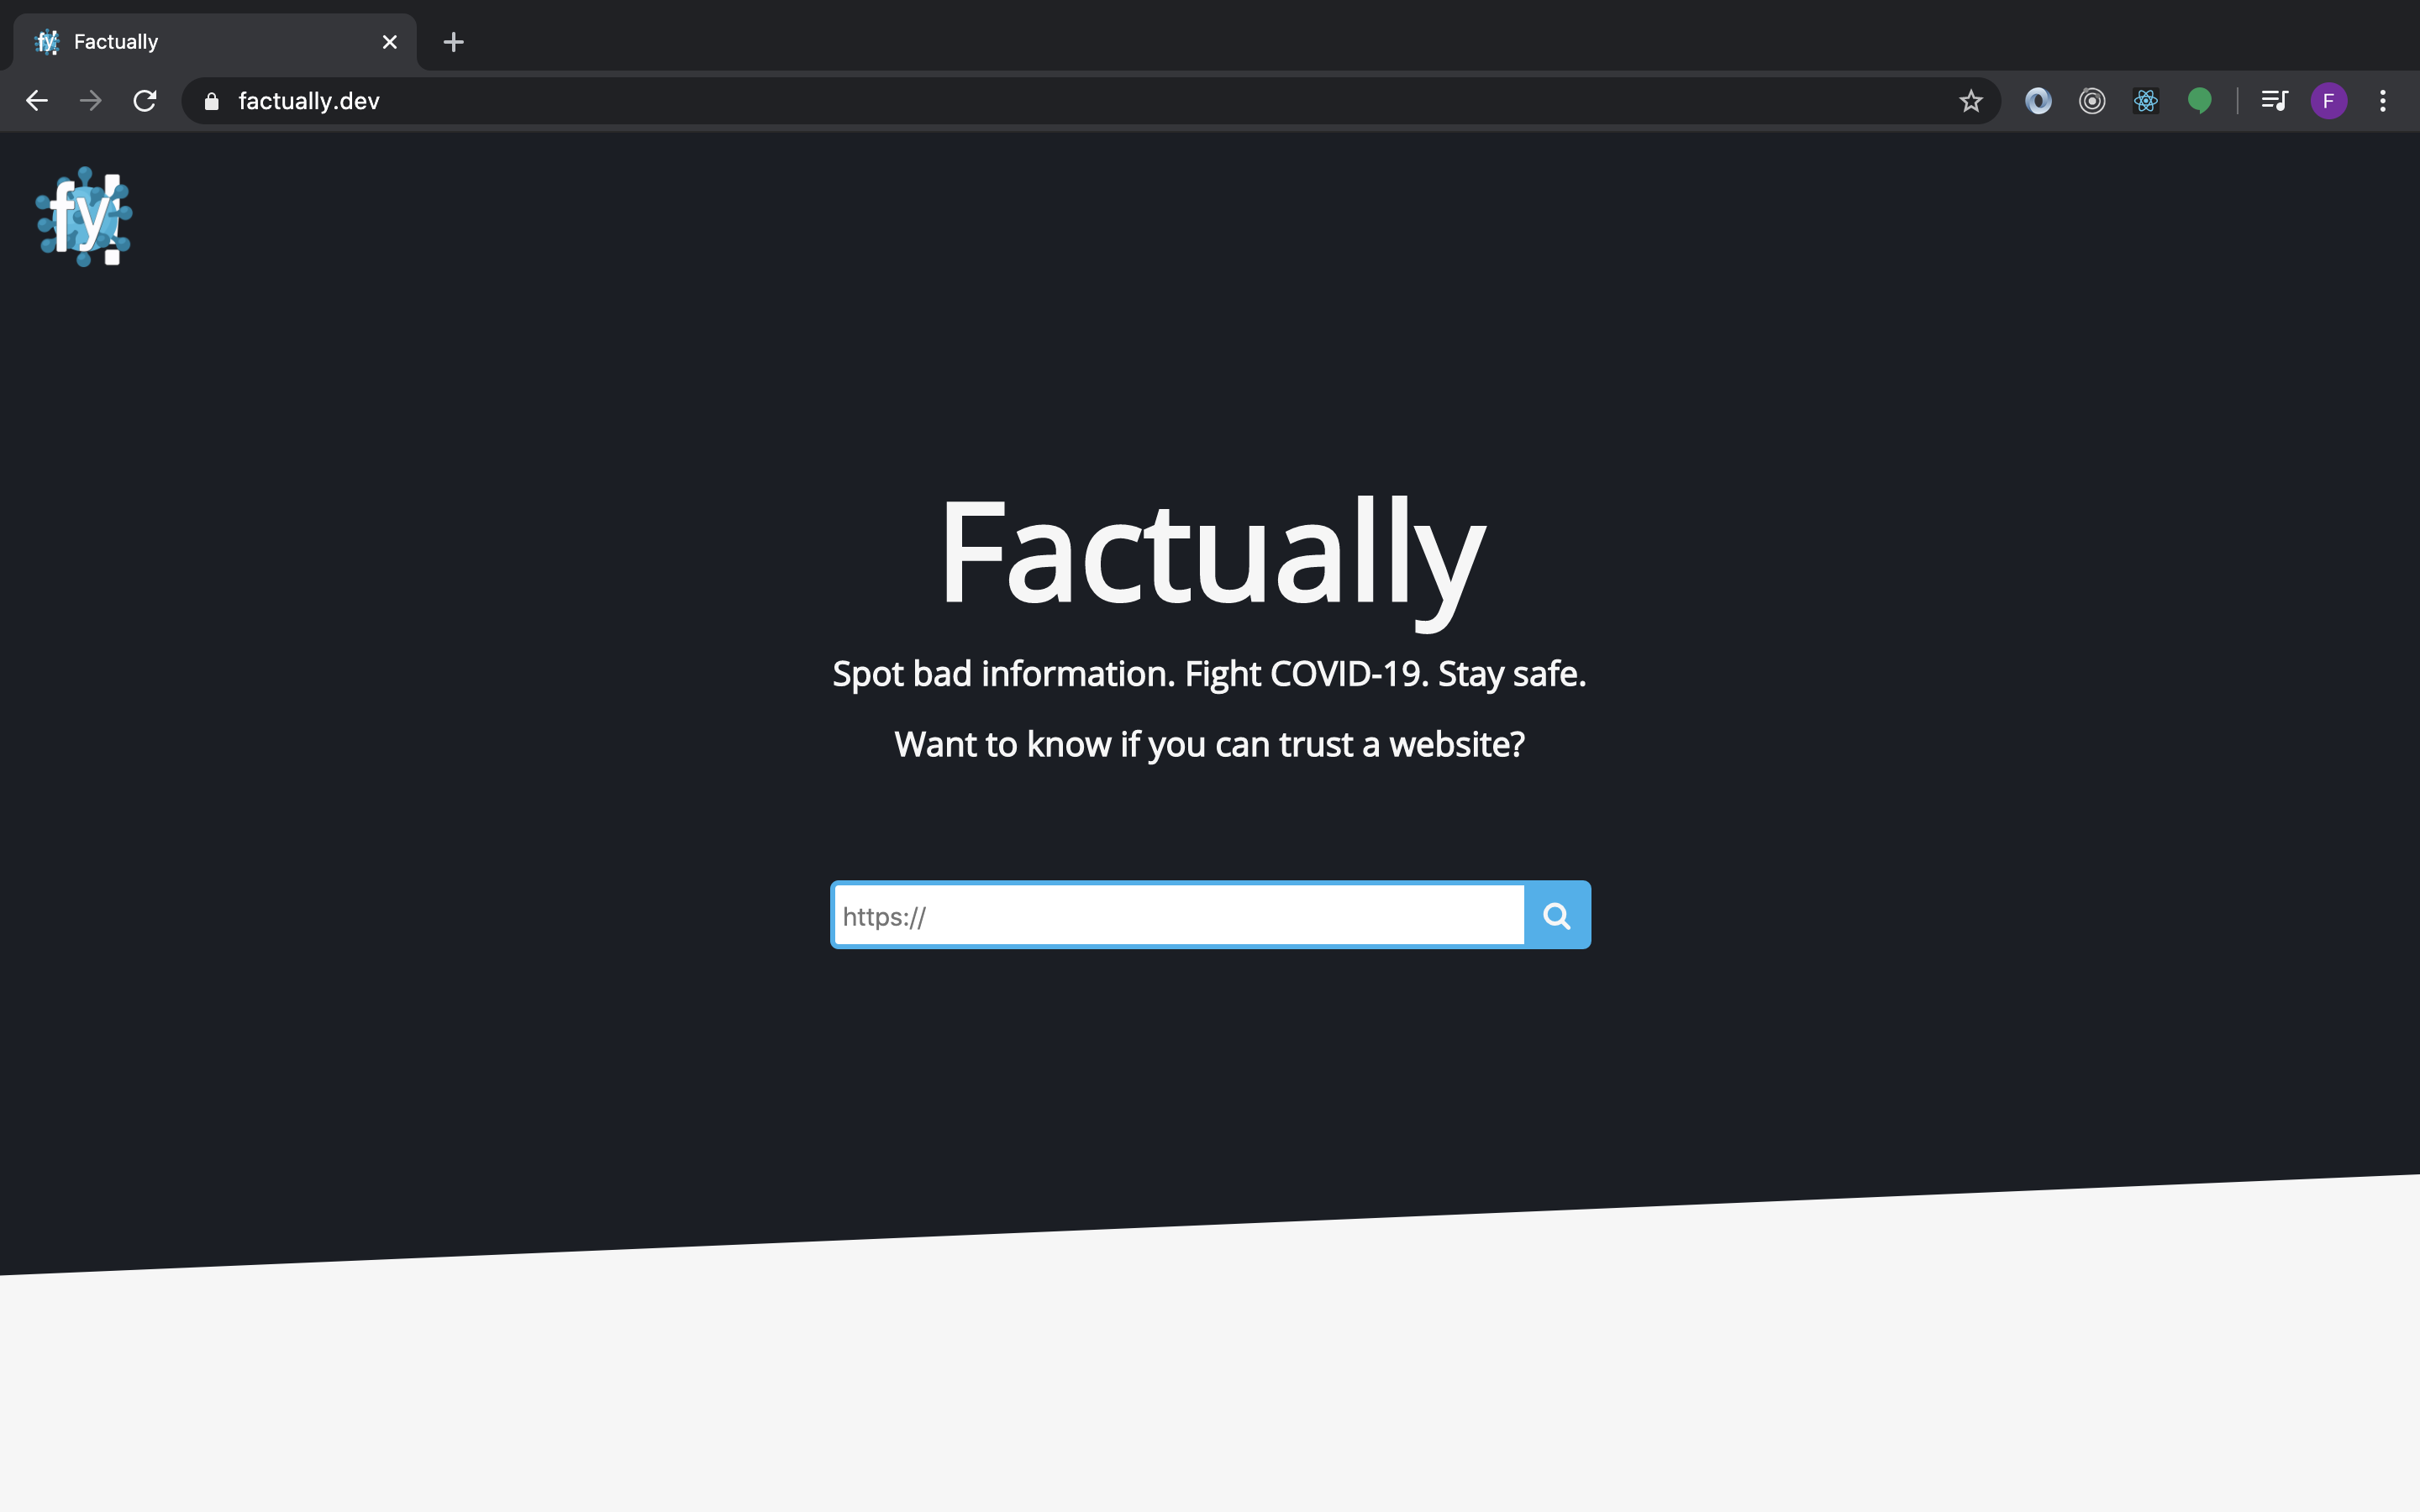 fy! Factually
factually.dev
F
fy!
Factually
Spot bad information. Fight COVID-19. Stay safe.
Want to know if you can trust a website?
https://